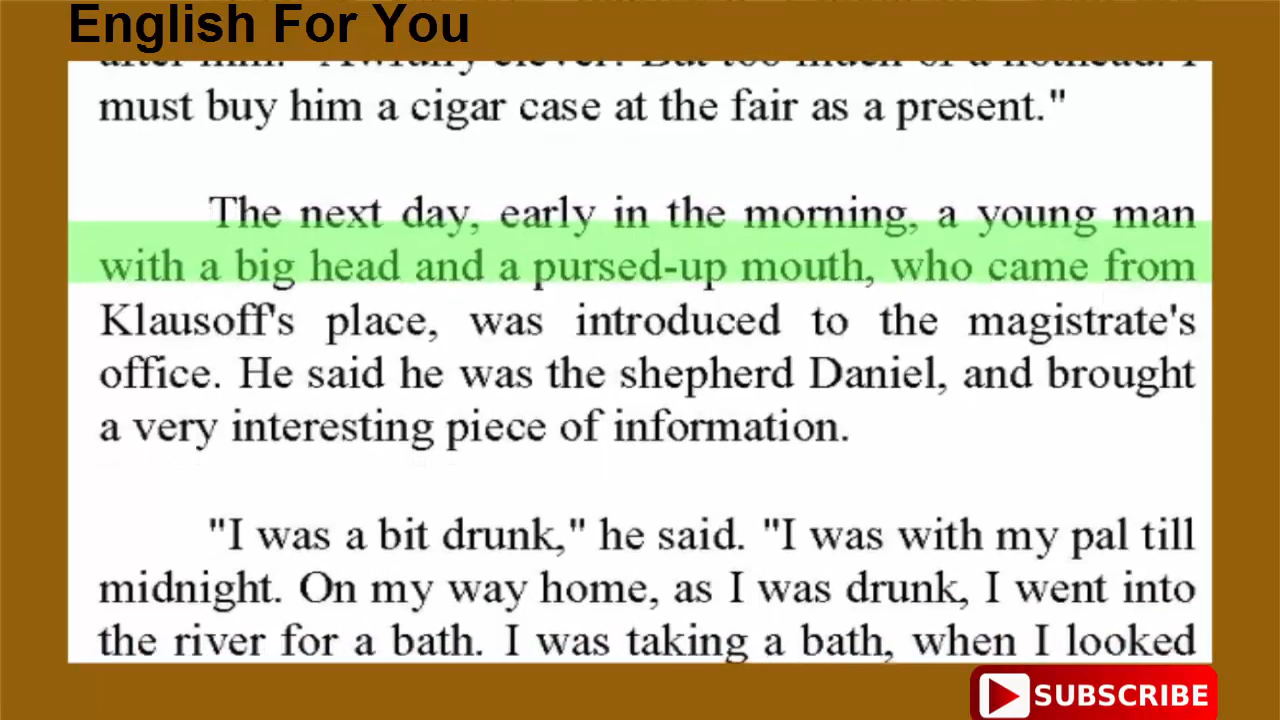 English For You
must buy him a cigar case at the fair as a present."
The next day, early in the morning, a young man
with a big head and a pursed-up mouth, who came from
Klausoff's place, was introduced to the magistrate's
office. He said he was the shepherd Daniel, and brought
a very interesting piece of information.
"I was a bit drunk," he said. "I was with my pal till
midnight. On my way home, as I was drunk, I went into
the river for a bath. I was taking a bath, when I looked
SUBSCRIBE